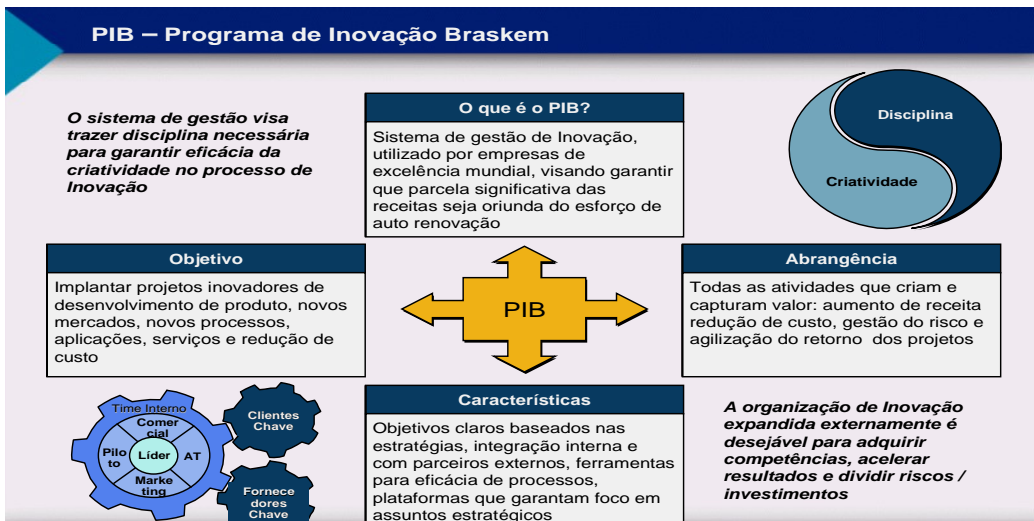 PIB – Programa de Inovação Braskem
O sistema de gestão visa
trazer disciplina necessária
para garantir eficácia da
criatividade no processo de
Inovação
O que é o PIB?
Sistema de gestão de Inovação,
utilizado por empresas de
excelência mundial, visando garantir
que parcela significativa das
receitas seja oriunda do esforço de
auto renovação
Disciplina
Criatividade
Objetivo
Implantar projetos inovadores de
desenvolvimento de produto, novos
mercados, novos processos,
aplicações, serviços e redução de
custo
PIB
Abrangência
Todas as atividades que criam e
capturam valor: aumento de receita
redução de custo, gestão do risco e
agilização do retorno dos projetos
Time Interno
Comer
cial
Pilo
to
Líder
AT
Marke
ting
Clientes
Chave
Fornece
dores
Chave
Características
Objetivos claros baseados nas
estratégias, integração interna e
com parceiros externos, ferramentas
para eficácia de processos,
plataformas que garantam foco em
assuntos estratégicos
A organização de Inovação
expandida externamente é
desejável para adquirir
competências, acelerar
resultados e dividir riscos /
investimentos